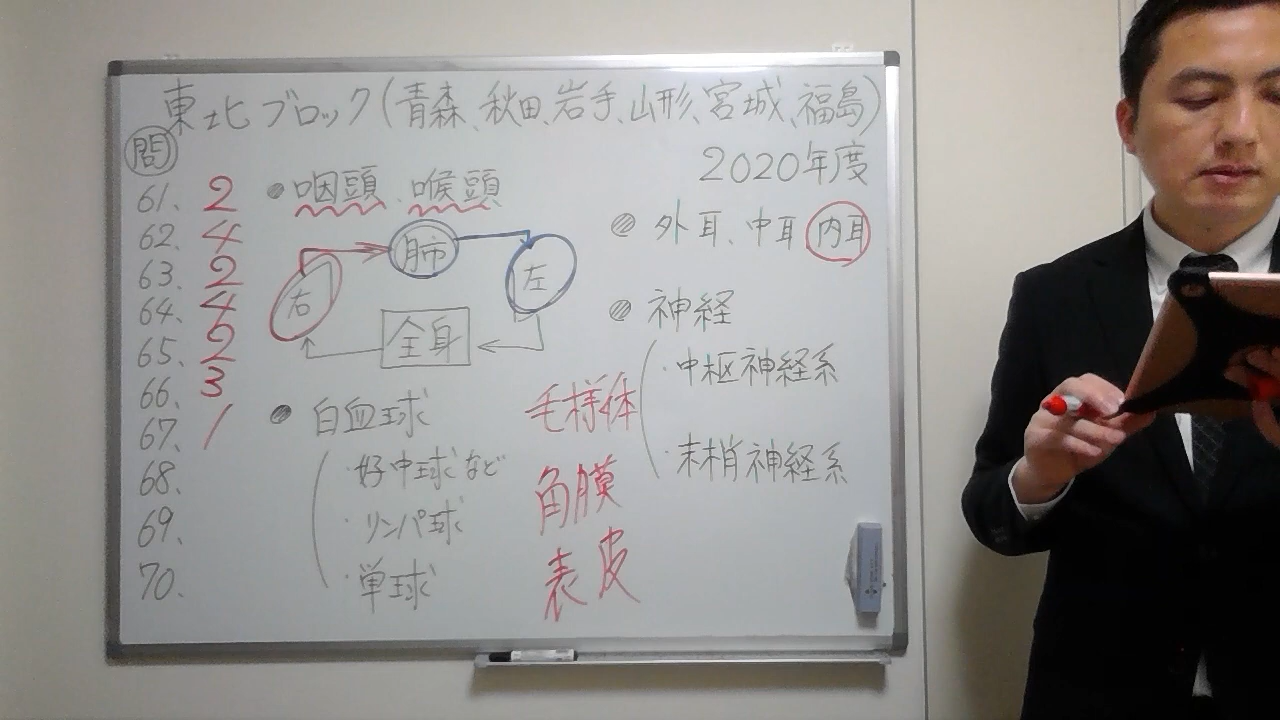 東北ブロック(青森、秋田、岩手、山形、宮城、福島)
2020年度
問
61. 2
62. 4
63. 2
64. 4
65. 2
66. 3
67. 1
68.
69.
70.
●咽頭、喉頭
肺
右
左
全身
●白血球
・好中球など
・リンパ球
・単球
毛様体
角膜
表皮
●外耳、中耳 内耳
●神経
・中枢神経系
末梢神経系